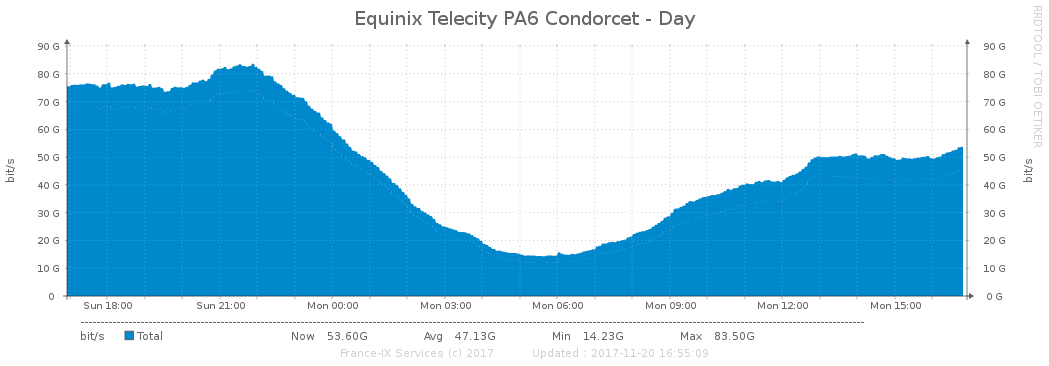 Equinix Telecity PA6 Condorcet - Day
RRDTOOL / TOBI OETIKER
90 G 90 G
80 G 80 G
70 G 70 G
60 G 60 G
50 G 50 G
40 G 40 G
30 G 30 G
20 G 20 G
10 G 10 G
0 0 G
bit/s
bit/s
Sun 18:00 Sun 21:00 Mon 00:00 Mon 03:00 Mon 06:00 Mon 09:00 Mon 12:00 Mon 15:00
bit/s Total Now 53.60G Avg 47.13G Min 14.23G Max 83.50G
France-IX Services (c) 2017 Updated : 2017-11-20 16:55:09